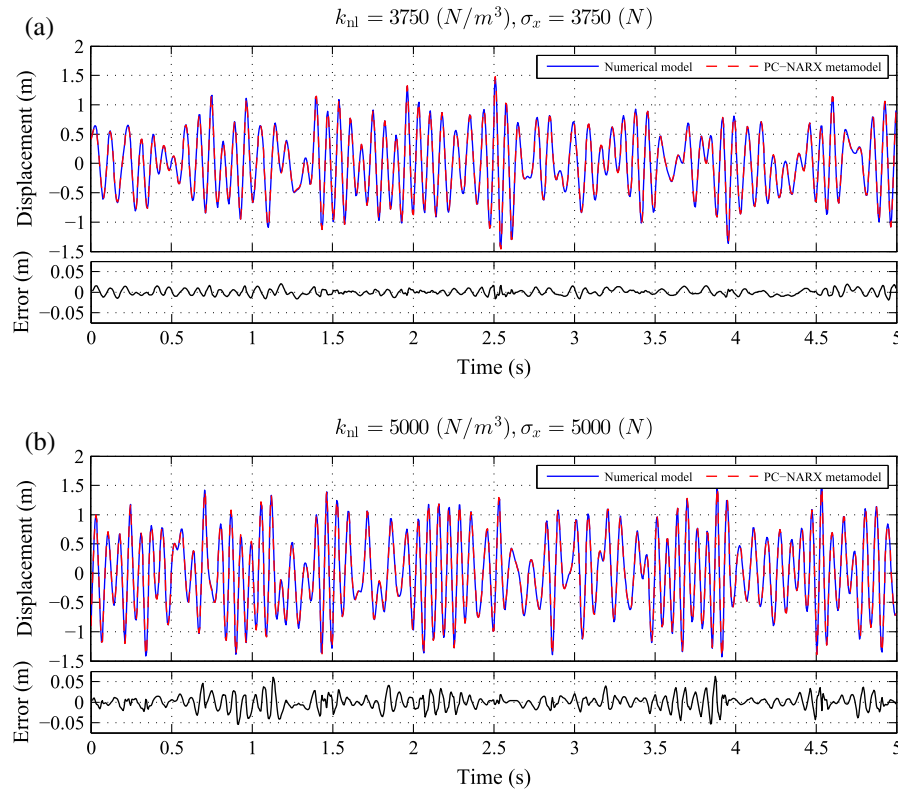 (a)
k_nl = 3750 (N/m³), σ_x = 3750 (N)
Numerical model PC−NARX metamodel
Displacement (m)
2
1.5
1
0.5
0
−0.5
−1
−1.5
Error (m)
0.05
0
−0.05
0 0.5 1 1.5 2 2.5 3 3.5 4 4.5 5
Time (s)
(b)
k_nl = 5000 (N/m³), σ_x = 5000 (N)
Numerical model PC−NARX metamodel
Displacement (m)
2
1.5
1
0.5
0
−0.5
−1
−1.5
Error (m)
0.05
0
−0.05
0 0.5 1 1.5 2 2.5 3 3.5 4 4.5 5
Time (s)